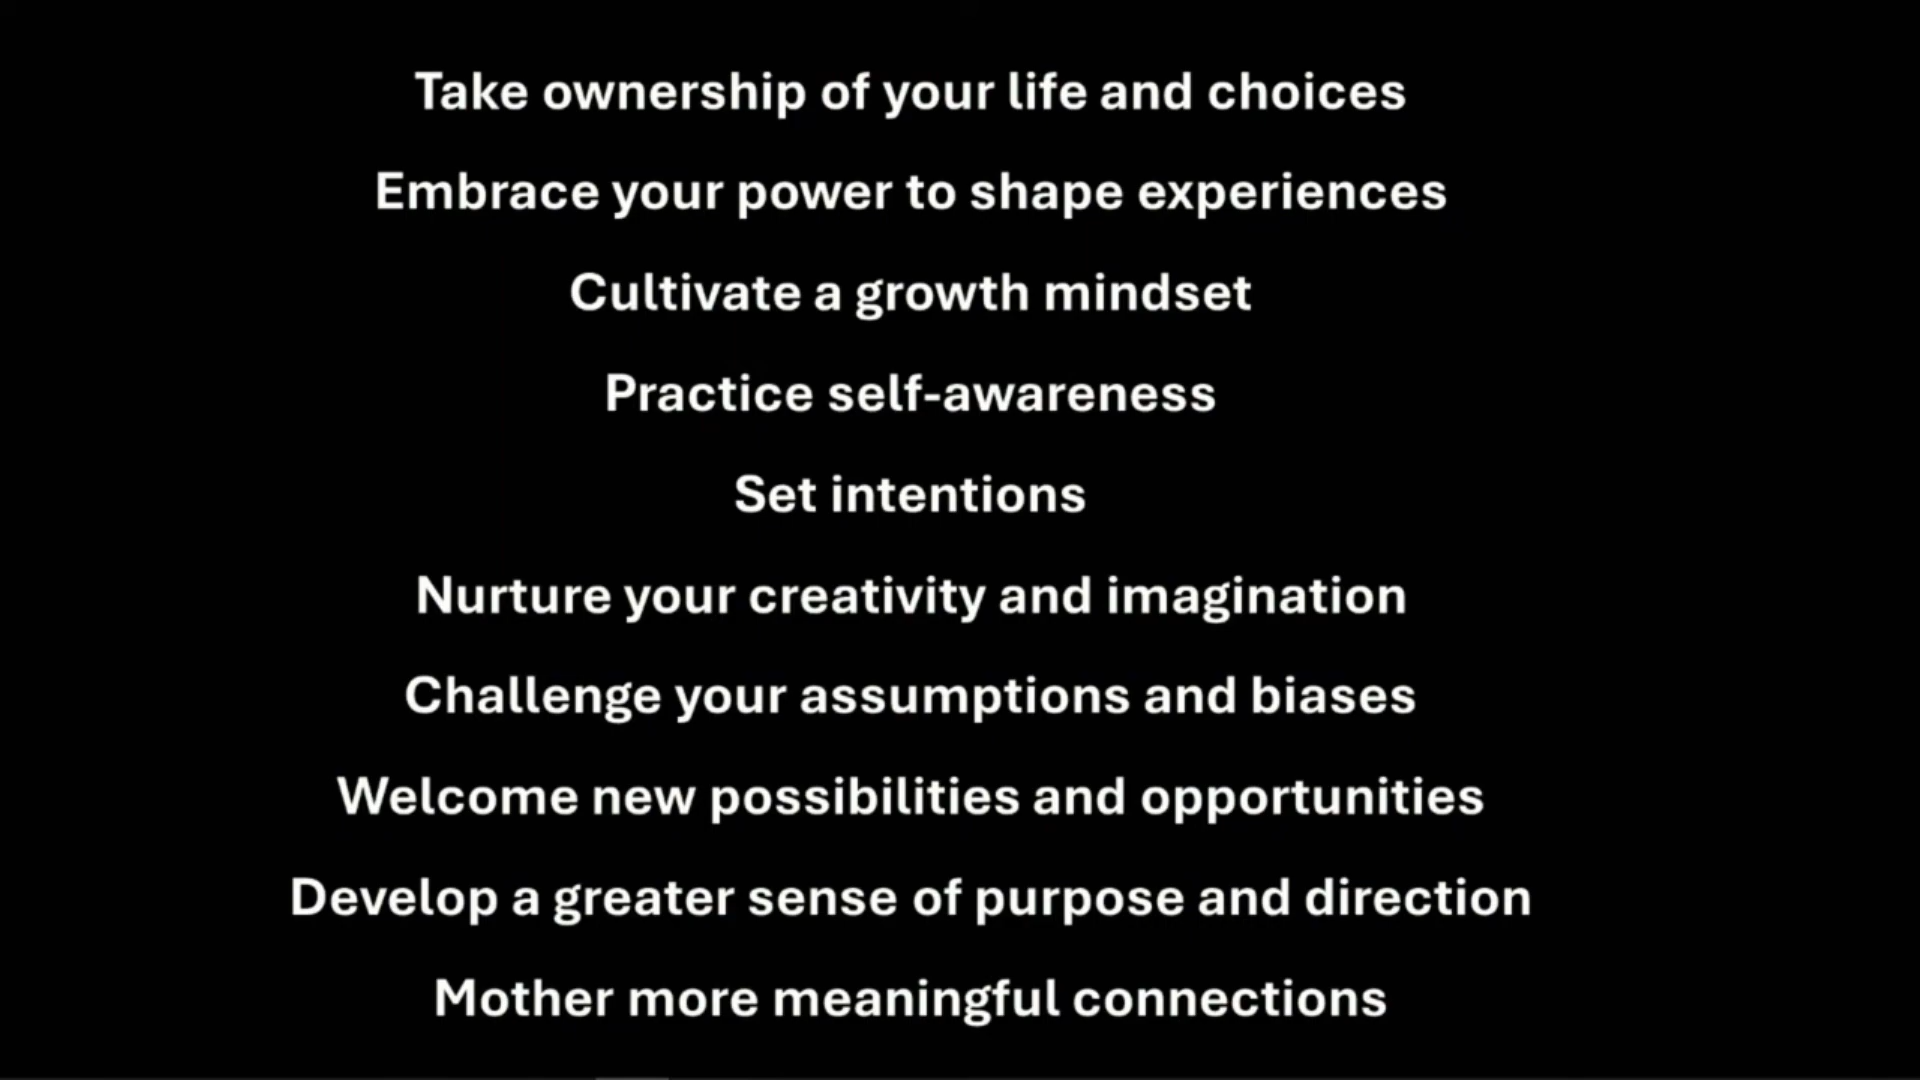 Take ownership of your life and choices
Embrace your power to shape experiences
Cultivate a growth mindset
Practice self-awareness
Set intentions
Nurture your creativity and imagination
Challenge your assumptions and biases
Welcome new possibilities and opportunities
Develop a greater sense of purpose and direction
Mother more meaningful connections